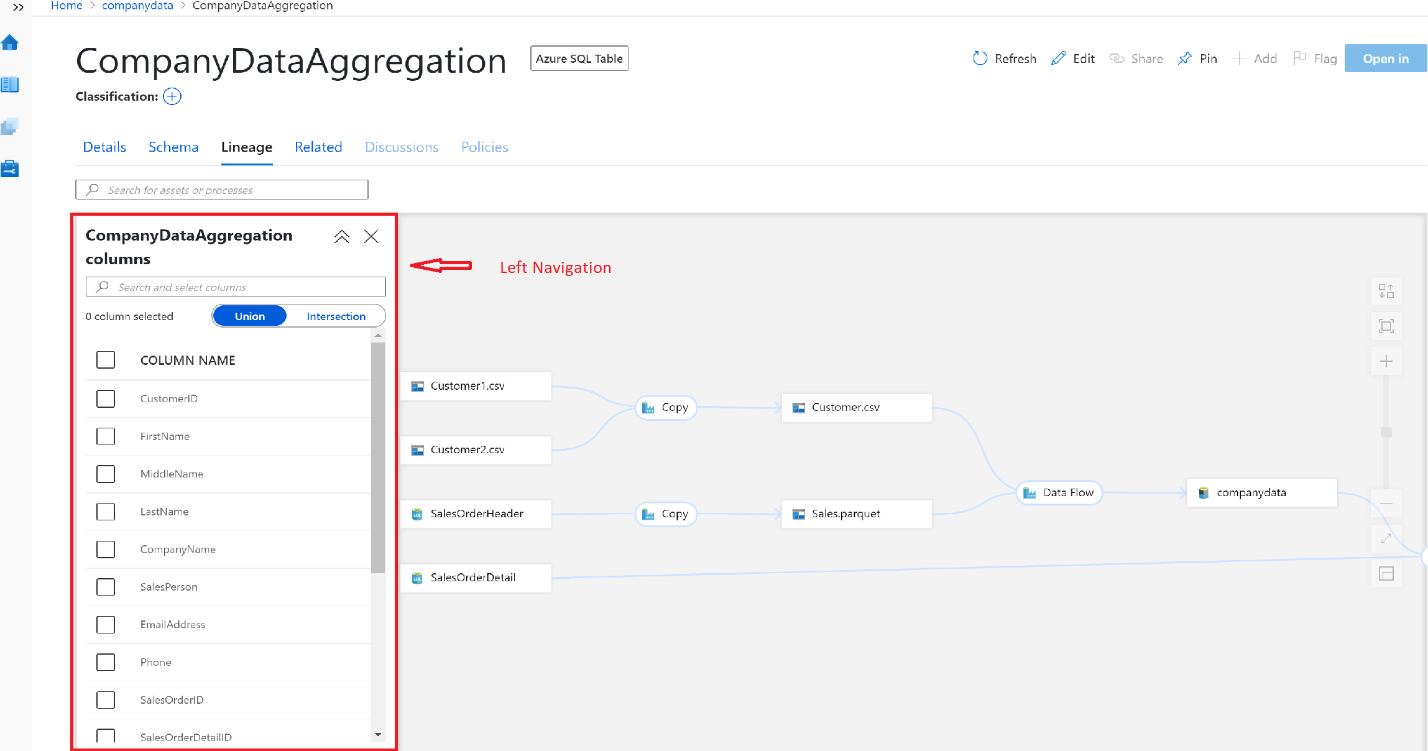 Home > companydata > CompanyDataAggregation
CompanyDataAggregation
Azure SQL Table
Refresh Edit Share Pin Add Flag Open in
Classification:
Details Schema Lineage Related Discussions Policies
Search for assets or processes
CompanyDataAggregation
columns
Left Navigation
Search and select columns
0 column selected Union Intersection
COLUMN NAME
CustomerID
FirstName
MiddleName
LastName
CompanyName
SalesPerson
EmailAddress
Phone
SalesOrderID
SalesOrderDetailID
Customer1.csv
Copy
Customer.csv
Customer2.csv
Data Flow
companydata
SalesOrderHeader
Copy
Sales.parquet
SalesOrderDetail